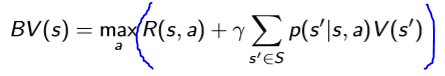 BV(s) = max_a ( R(s, a) + γ ∑_{s'∈S} p(s'|s, a)V(s') )